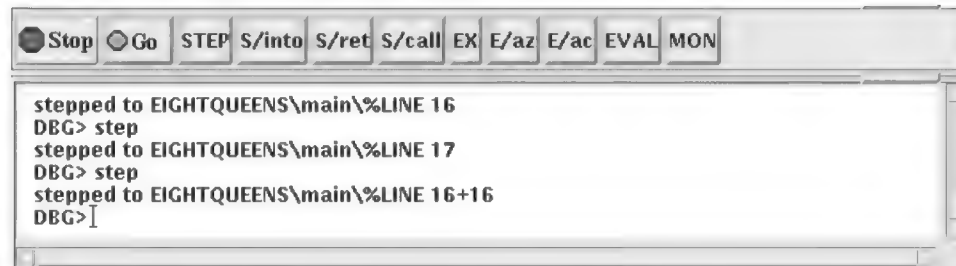 Stop Go STEP S/into S/ret S/call EX E/az E/ac EVAL MON
stepped to EIGHTQUEENS\main\%LINE 16
DBG> step
stepped to EIGHTQUEENS\main\%LINE 17
DBG> step
stepped to EIGHTQUEENS\main\%LINE 16+16
DBG>